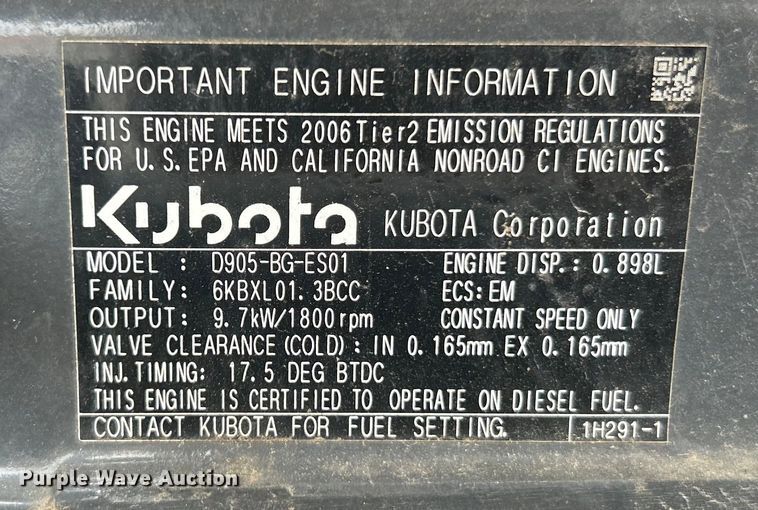 IMPORTANT ENGINE INFORMATION
THIS ENGINE MEETS 2006 Tier2 EMISSION REGULATIONS
FOR U.S. EPA AND CALIFORNIA NONROAD CI ENGINES.
Kubota KUBOTA Corporation
MODEL : D905-BG-ES01 ENGINE DISP.: 0.898L
FAMILY: 6KBXL01.3BCC ECS: EM
OUTPUT: 9.7kW/1800rpm CONSTANT SPEED ONLY
VALVE CLEARANCE (COLD) : IN 0.165mm EX 0.165mm
INJ. TIMING: 17.5 DEG BTDC
THIS ENGINE IS CERTIFIED TO OPERATE ON DIESEL FUEL.
CONTACT KUBOTA FOR FUEL SETTING. 1H291-1
Purple Wave Auction